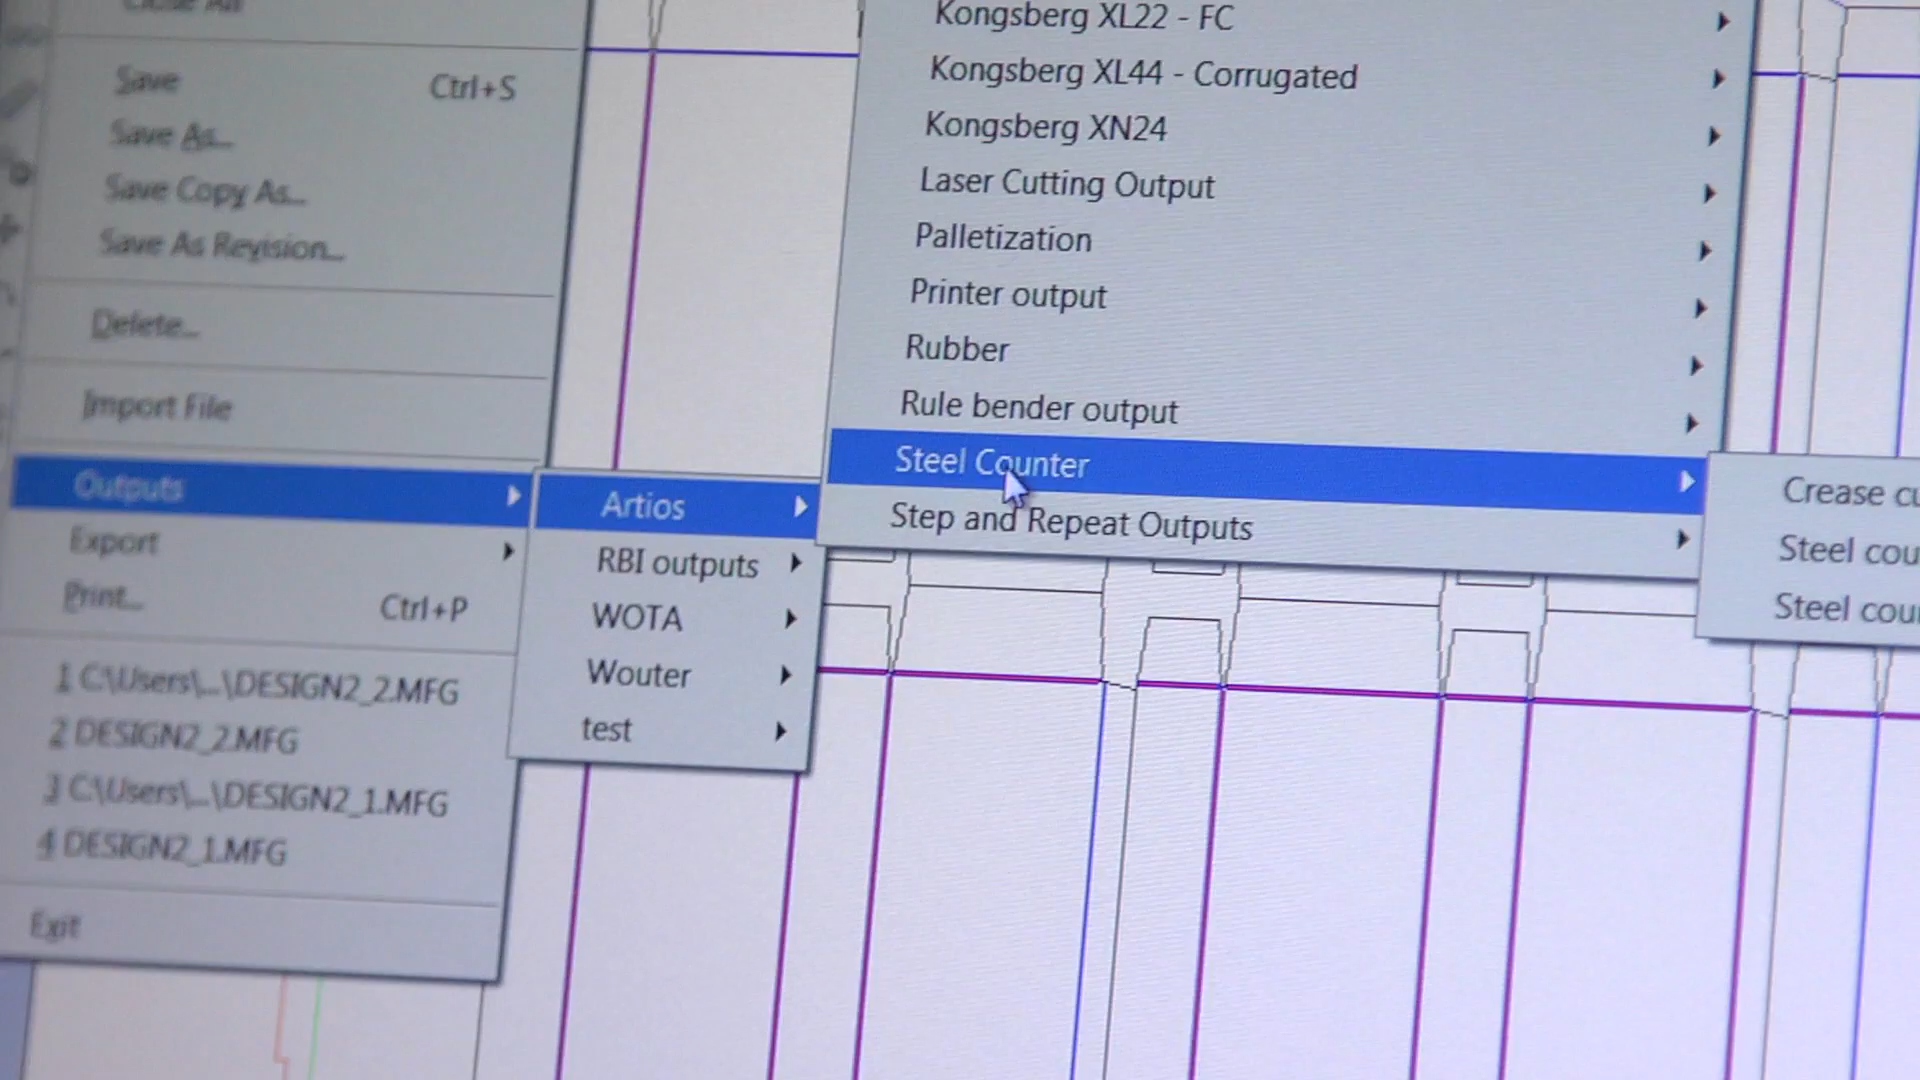 Close All
Save Ctrl+S
Save As...
Save Copy As...
Save As Revision...
Delete...
Import File
Outputs
Export
Print... Ctrl+P
1 C:\Users\...\DESIGN2_2.MFG
2 DESIGN2_2.MFG
3 C:\Users\...\DESIGN2_1.MFG
4 DESIGN2_1.MFG
Exit
Artios
RBI outputs
WOTA
Wouter
test
Kongsberg XL22 - FC
Kongsberg XL44 - Corrugated
Kongsberg XN24
Laser Cutting Output
Palletization
Printer output
Rubber
Rule bender output
Steel Counter
Step and Repeat Outputs
Crease
Steel
Steel